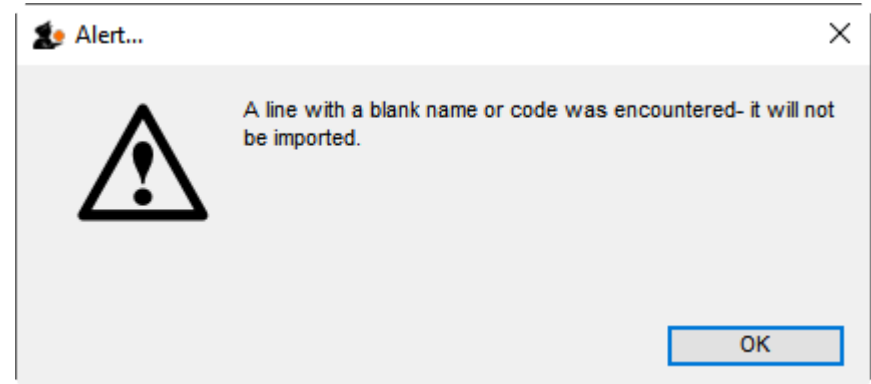 Alert...
A line with a blank name or code was encountered- it will not
be imported.
OK